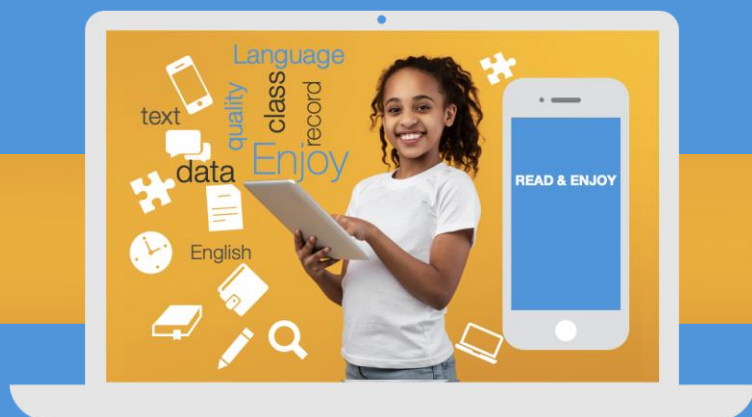 Language
quality
class
record
text
Enjoy
data
English
READ & ENJOY